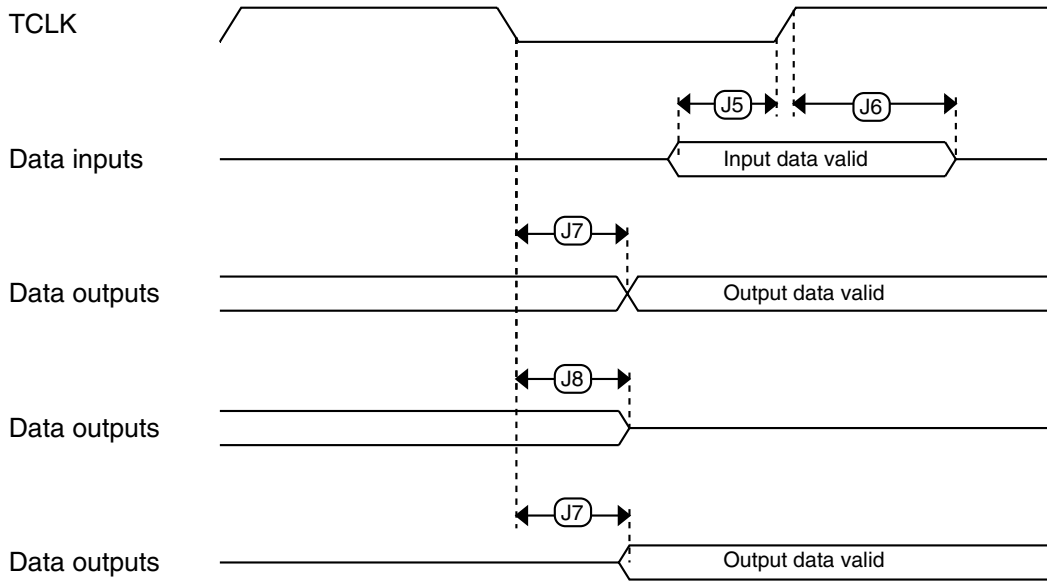 TCLK
J5
J6
Data inputs
Input data valid
J7
Data outputs
Output data valid
J8
Data outputs
J7
Data outputs
Output data valid